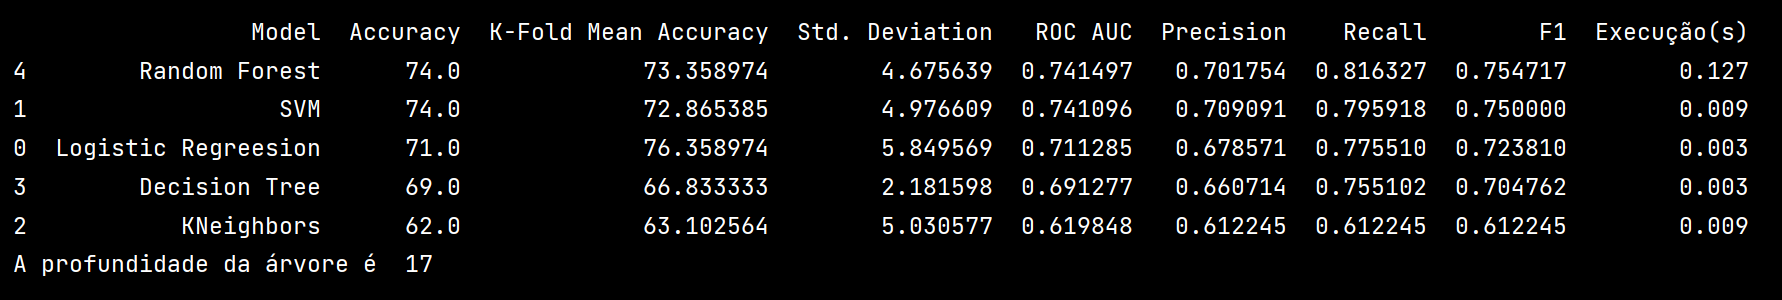 Model Accuracy K-Fold Mean Accuracy Std. Deviation ROC AUC Precision Recall F1 Execução(s)
4 Random Forest 74.0 73.358974 4.675639 0.741497 0.701754 0.816327 0.754717 0.127
1 SVM 74.0 72.865385 4.976609 0.741096 0.709091 0.795918 0.750000 0.009
0 Logistic Regreesion 71.0 76.358974 5.849569 0.711285 0.678571 0.775510 0.723810 0.003
3 Decision Tree 69.0 66.833333 2.181598 0.691277 0.660714 0.755102 0.704762 0.003
2 KNeighbors 62.0 63.102564 5.030577 0.619848 0.612245 0.612245 0.612245 0.009
A profundidade da árvore é 17